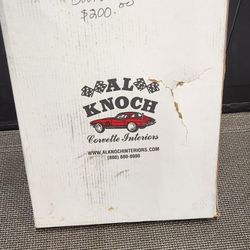 $200.00
AL
KNOCH
Corvette Interiors
WWW.ALKNOCHINTERIORS.COM
(800) 880-8080